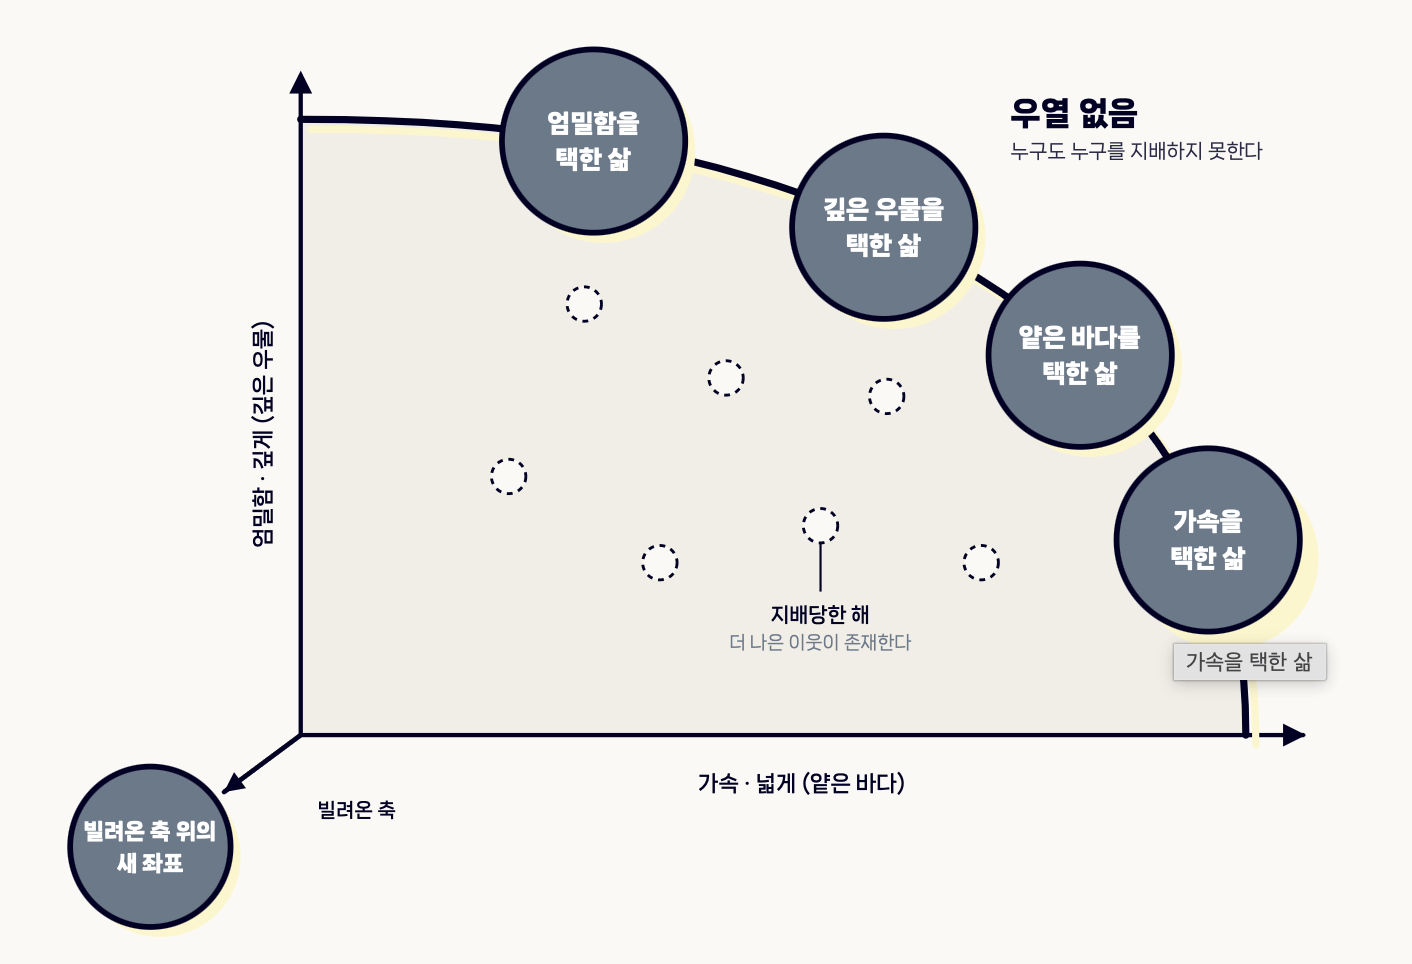 엄밀함을
택한 삶
우열 없음
누구도 누구를 지배하지 못한다
깊은 우물을
택한 삶
얕은 바다를
택한 삶
엄밀함 · 깊게 (깊은 우물)
가속을
택한 삶
지배당한 해
더 나은 이웃이 존재한다
가속을 택한 삶
가속 · 넓게 (얕은 바다)
빌려온 축
빌려온 축 위의
새 좌표